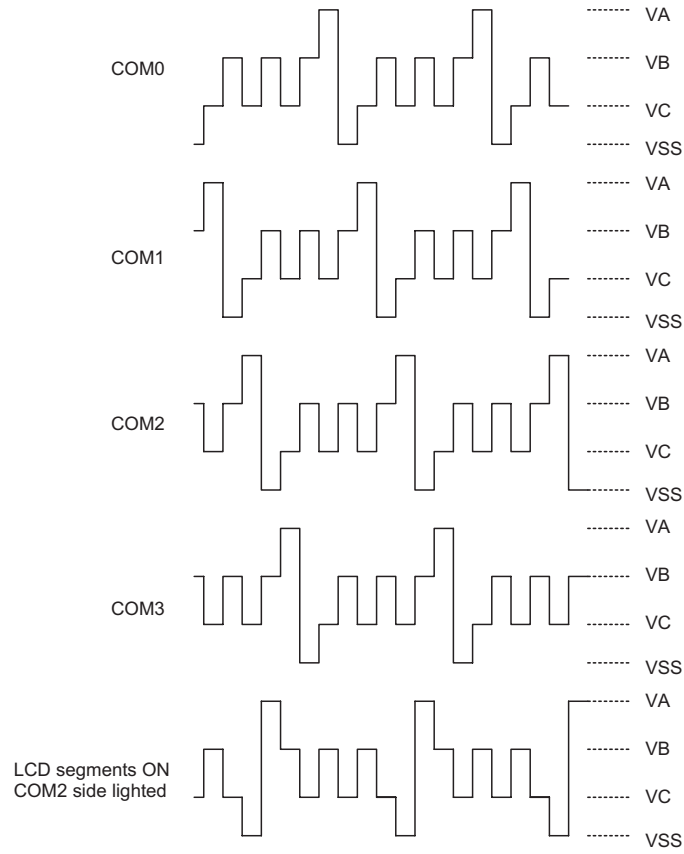 VA
COM0
VB
VC
VSS
VA
COM1
VB
VC
VSS
VA
COM2
VB
VC
VSS
VA
COM3
VB
VC
VSS
VA
VB
LCD segments ON
COM2 side lighted
VC
VSS